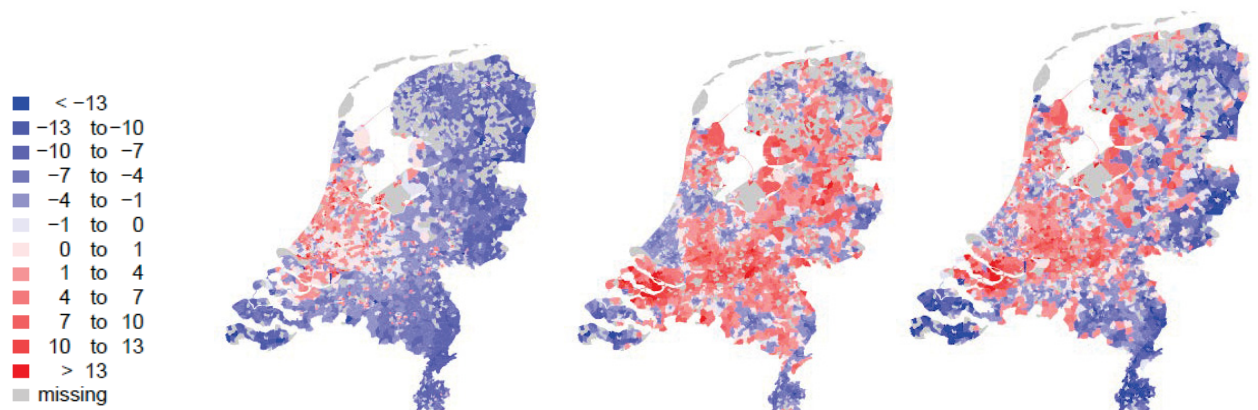 < −13
−13 to −10
−10 to −7
−7 to −4
−4 to −1
−1 to 0
0 to 1
1 to 4
4 to 7
7 to 10
10 to 13
> 13
missing